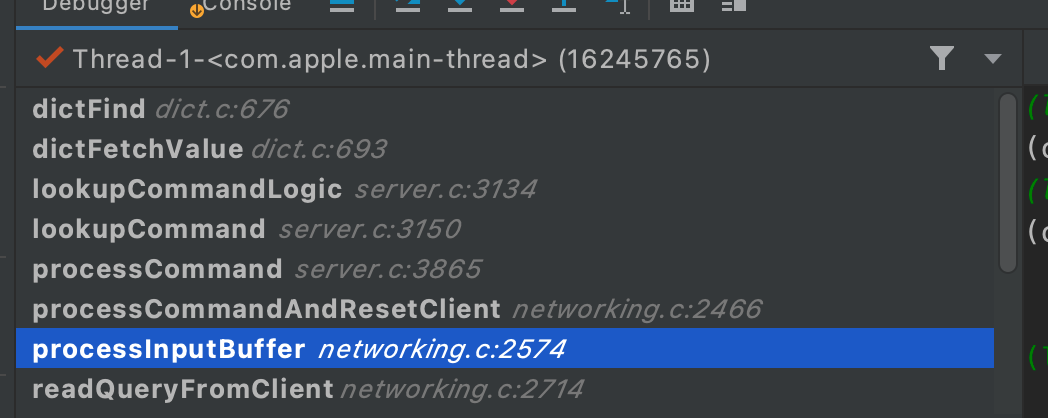 Debugger Console
Thread-1-<com.apple.main-thread> (16245765)
dictFind dict.c:676
dictFetchValue dict.c:693
lookupCommandLogic server.c:3134
lookupCommand server.c:3150
processCommand server.c:3865
processCommandAndResetClient networking.c:2466
processInputBuffer networking.c:2574
readQueryFromClient networking.c:2714